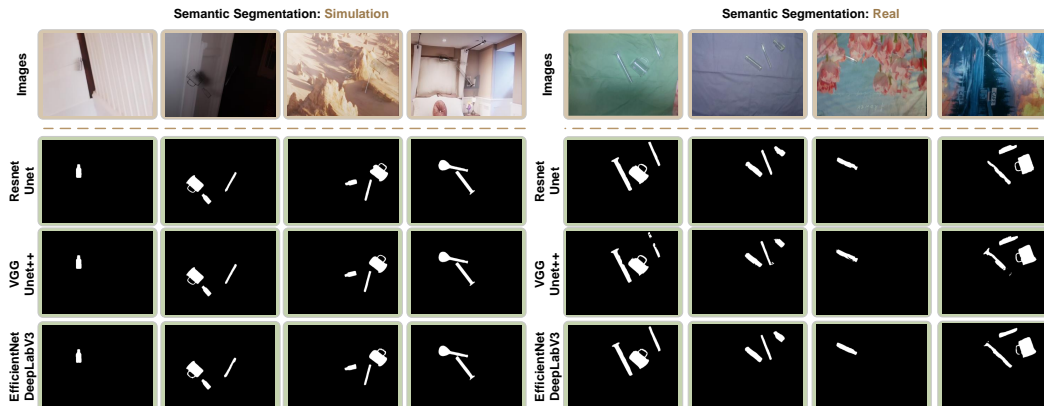 Semantic Segmentation: Simulation
Semantic Segmentation: Real
Images
Images
Resnet
Unet
Resnet
Unet
VGG
Unet++
VGG
Unet++
EfficientNet
DeepLabV3
EfficientNet
DeepLabV3